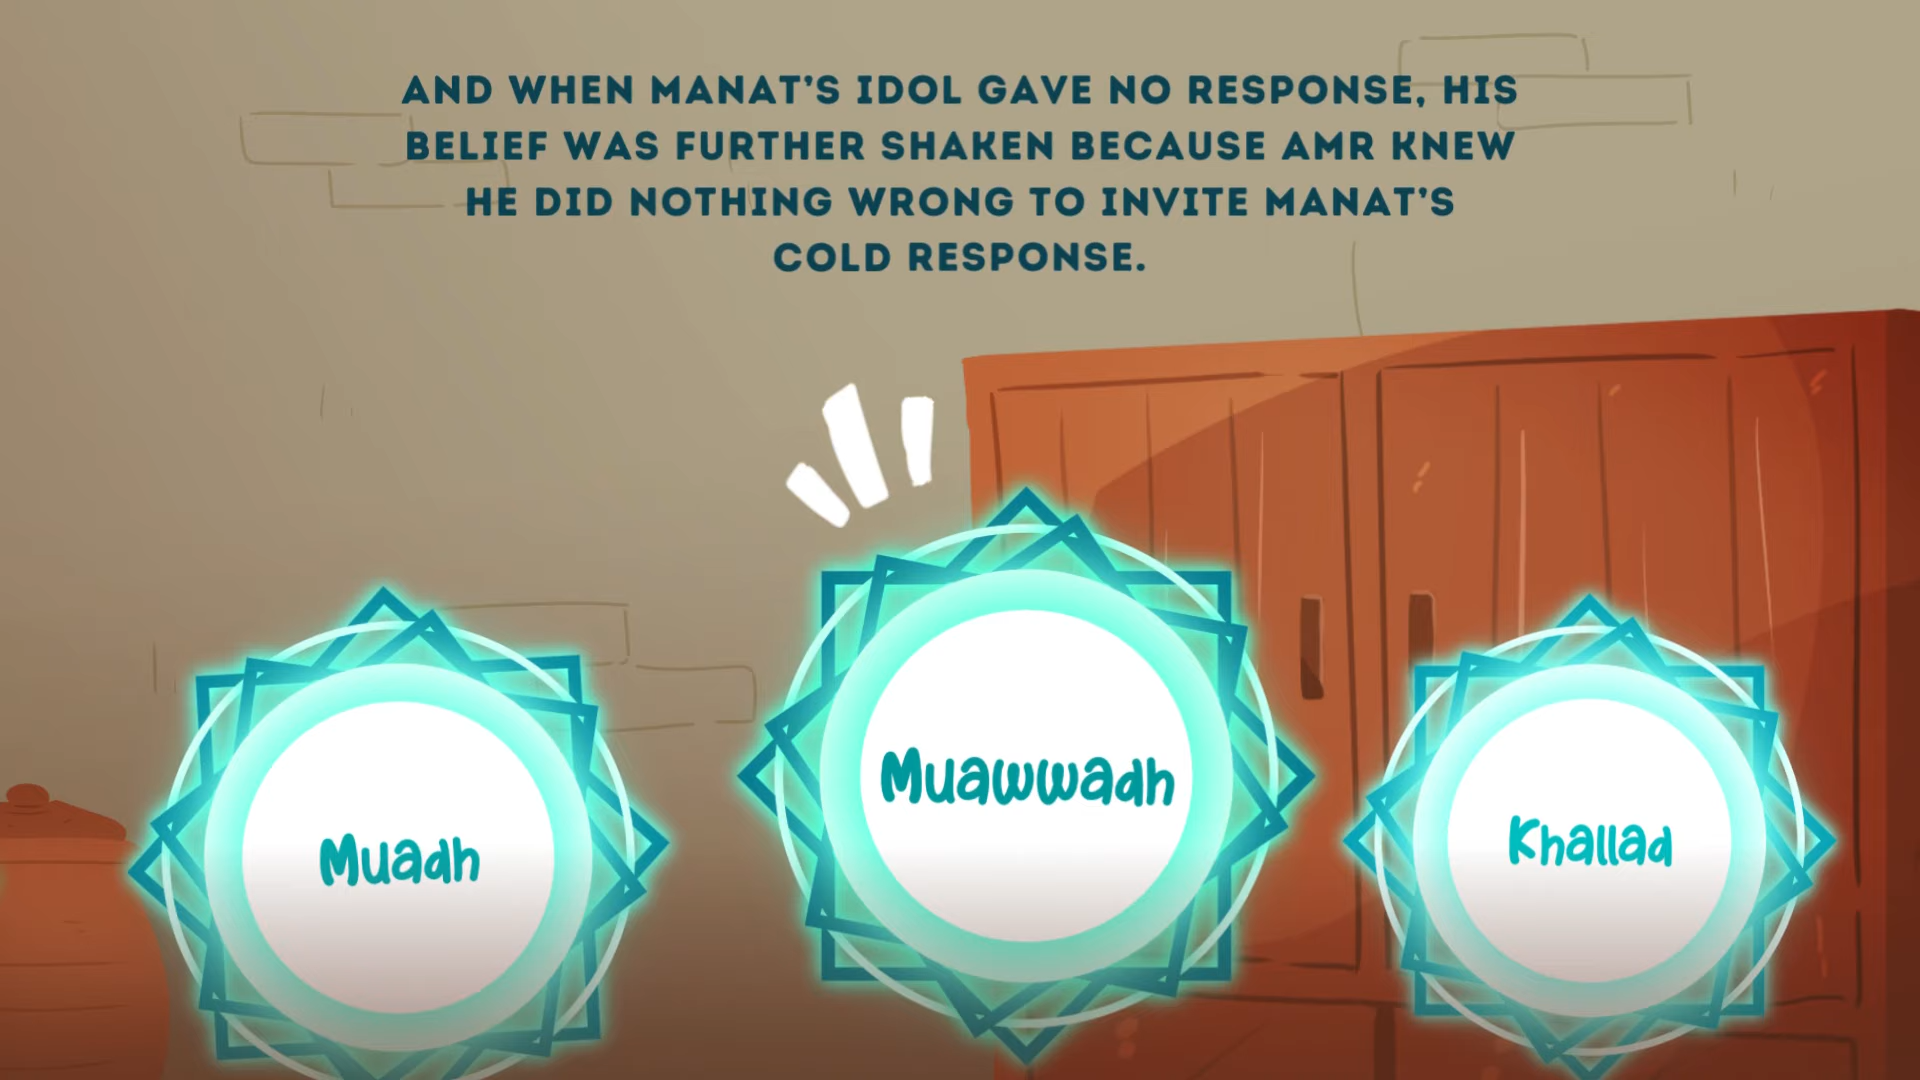 AND WHEN MANAT'S IDOL GAVE NO RESPONSE, HIS
BELIEF WAS FURTHER SHAKEN BECAUSE AMR KNEW
HE DID NOTHING WRONG TO INVITE MANAT'S
COLD RESPONSE.
Muadh
Muawwadh
Khallad